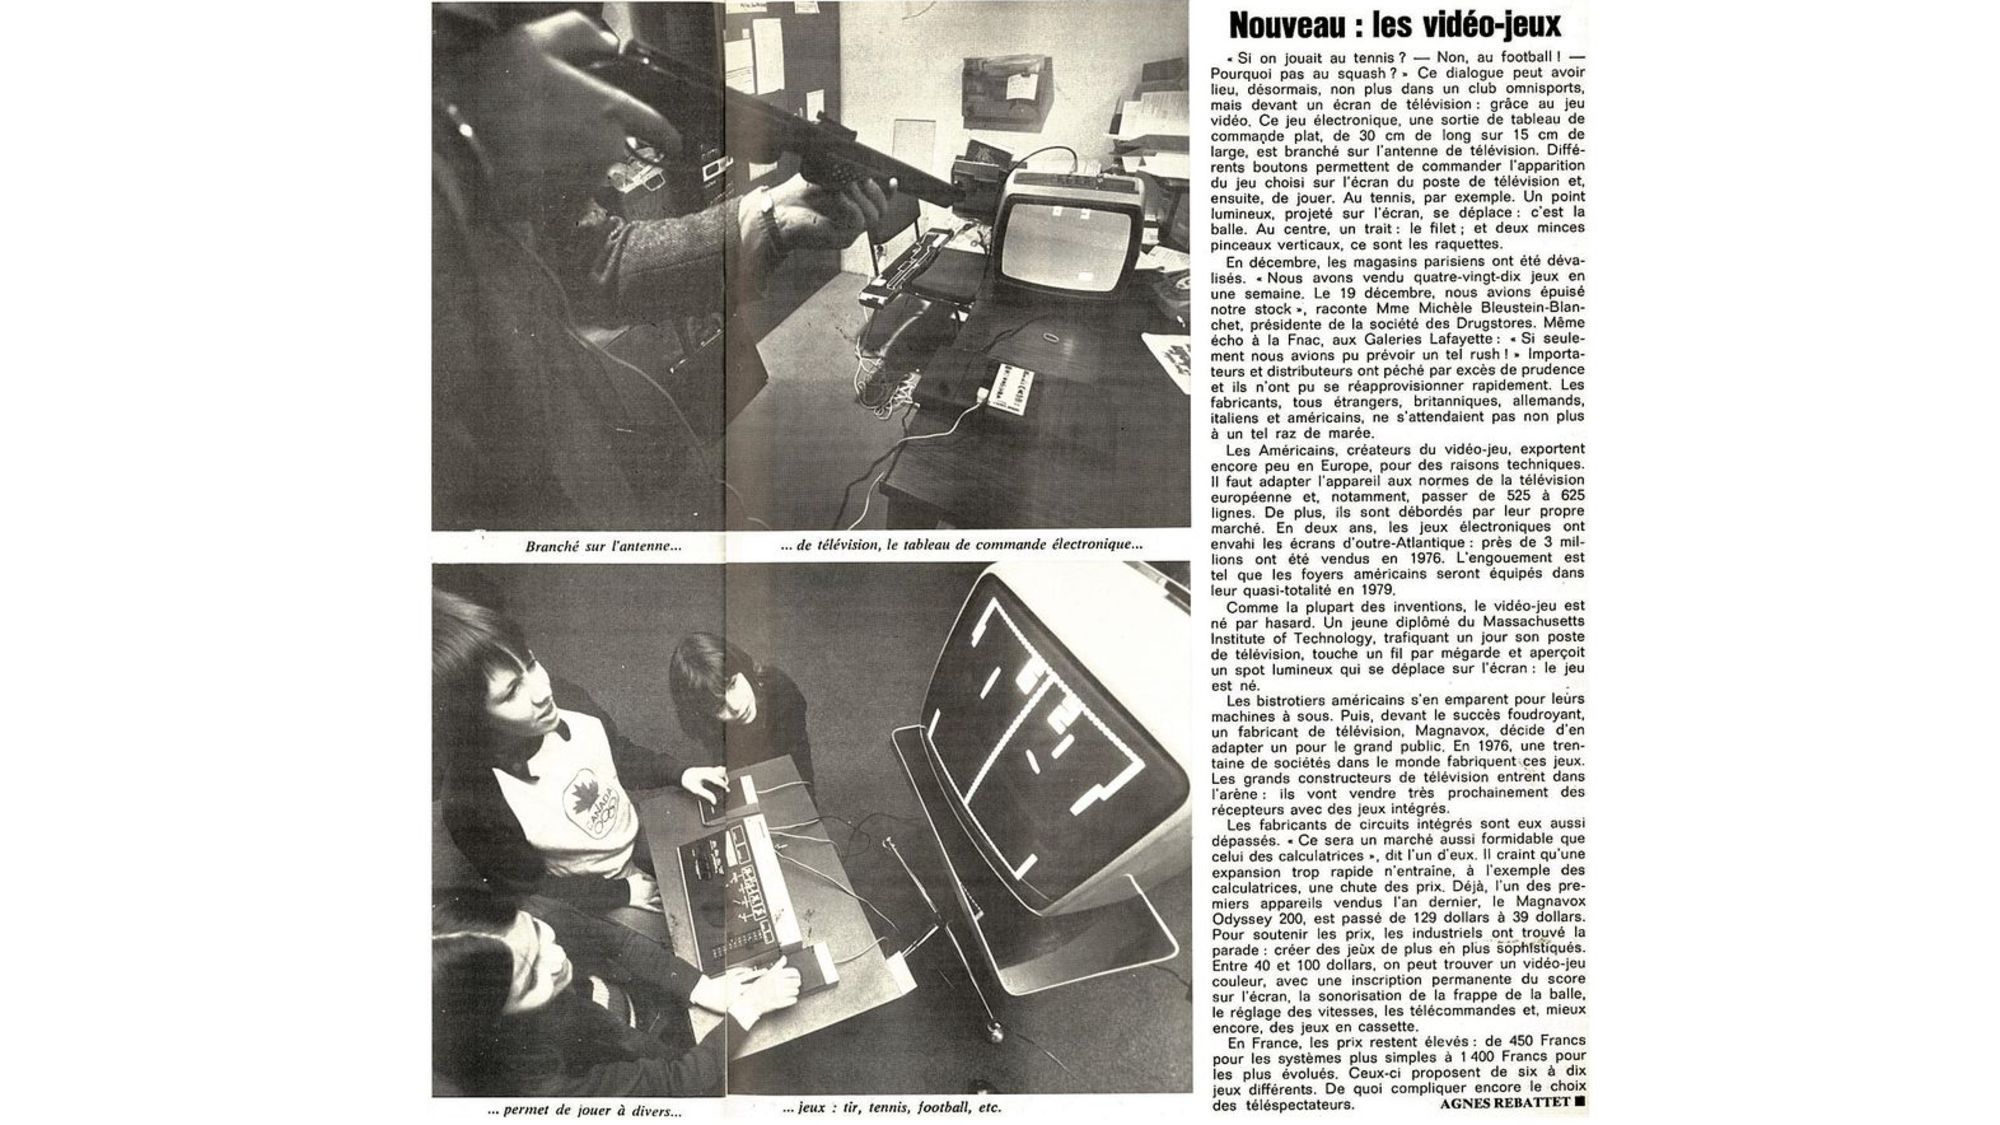 Nouveau : les vidéo-jeux
« Si on jouait au tennis ? — Non, au football ! —
Pourquoi pas au squash ? » Ce dialogue peut avoir
lieu, désormais, non plus dans un club omnisports,
mais devant un écran de télévision : grâce au jeu
vidéo. Ce jeu électronique, une sortie de tableau de
commande plat, de 30 cm de long sur 15 cm de
large, est branché sur l'antenne de télévision. Diffé-
rents boutons permettent de commander l'apparition
du jeu choisi sur l'écran du poste de télévision et,
ensuite, de jouer. Au tennis, par exemple. Un point
lumineux, projeté sur l'écran, se déplace : c'est la
balle. Au centre, un trait : le filet ; et deux minces
pinceaux verticaux, ce sont les raquettes.
En décembre, les magasins parisiens ont été déva-
lisés. « Nous avons vendu quatre-vingt-dix jeux en
une semaine. Le 19 décembre, nous avions épuisé
notre stock », raconte Mme Michèle Bleustein-Blan-
chet, présidente de la société des Drugstores. Même
écho à la Fnac, aux Galeries Lafayette : « Si seule-
ment nous avions pu prévoir un tel rush ! » Importa-
teurs et distributeurs ont péché par excès de prudence
et ils n'ont pu se réapprovisionner rapidement. Les
fabricants, tous étrangers, britanniques, allemands,
italiens et américains, ne s'attendaient pas non plus
à un tel raz de marée.
Les Américains, créateurs du vidéo-jeu, exportent
encore peu en Europe, pour des raisons techniques.
Il faut adapter l'appareil aux normes de la télévision
européenne et, notamment, passer de 525 à 625
lignes. De plus, ils sont débordés par leur propre
marché. En deux ans, les jeux électroniques ont
envahi les écrans d'outre-Atlantique : près de 3 mil-
lions ont été vendus en 1976. L'engouement est
tel que les foyers américains seront équipés dans
leur quasi-totalité en 1979.
Comme la plupart des inventions, le vidéo-jeu est
né par hasard. Un jeune diplômé du Massachusetts
Institute of Technology, trafiquant un jour son poste
de télévision, touche un fil par mégarde et aperçoit
un spot lumineux qui se déplace sur l'écran : le jeu
est né.
Les bistrotiers américains s'en emparent pour leurs
machines à sous. Puis, devant le succès foudroyant,
un fabricant de télévision, Magnavox, décide d'en
adapter un pour le grand public. En 1976, une tren-
taine de sociétés dans le monde fabriquent ces jeux.
Les grands constructeurs de télévision entrent dans
l'arène : ils vont vendre très prochainement des
récepteurs avec des jeux intégrés.
Les fabricants de circuits intégrés sont eux aussi
dépassés. « Ce sera un marché aussi formidable que
celui des calculatrices », dit l'un d'eux. Il craint qu'une
expansion trop rapide n'entraine, à l'exemple des
calculatrices, une chute des prix. Déjà, l'un des pre-
miers appareils vendus l'an dernier, le Magnavox
Odyssey 200, est passé de 129 dollars à 39 dollars.
Pour soutenir les prix, les industriels ont trouvé la
parade : créer des jeux de plus en plus sophistiqués.
Entre 40 et 100 dollars, on peut trouver un vidéo-jeu
couleur, avec une inscription permanente du score
sur l'écran, la sonorisation de la frappe de la balle,
le réglage des vitesses, les télécommandes et, mieux
encore, des jeux en cassette.
En France, les prix restent élevés : de 450 Francs
pour les systèmes plus simples à 1 400 Francs pour
les plus évolués. Ceux-ci proposent de six à dix
jeux différents. De quoi compliquer encore le choix
des téléspectateurs. AGNES REBATTET ■
Branché sur l'antenne...
... de télévision, le tableau de commande électronique...
CANADA
... permet de jouer à divers...
... jeux : tir, tennis, football, etc.